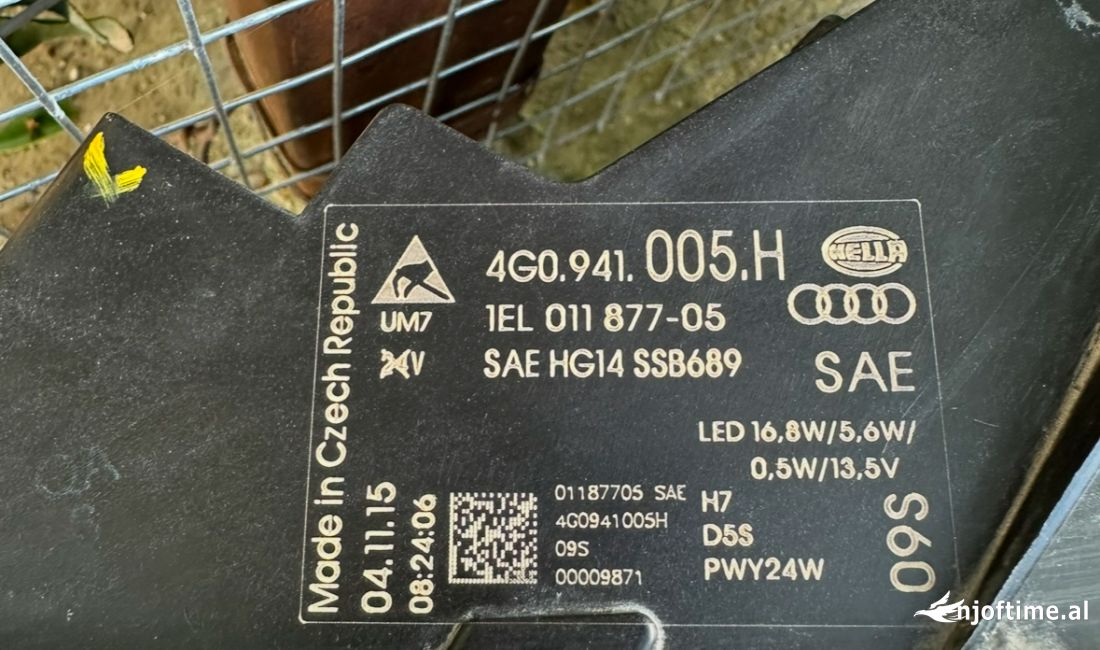 Made in Czech Republic
04.11.15
08:24:06
UM7
24V
4G0.941.005.H
1EL 011 877-05
SAE HG14 SSB689
HELLA
SAE
LED 16,8W/5,6W/
0,5W/13,5V
01187705 SAE
4G0941005H
09S
00009871
H7
D5S
PWY24W
S60
njoftime.al